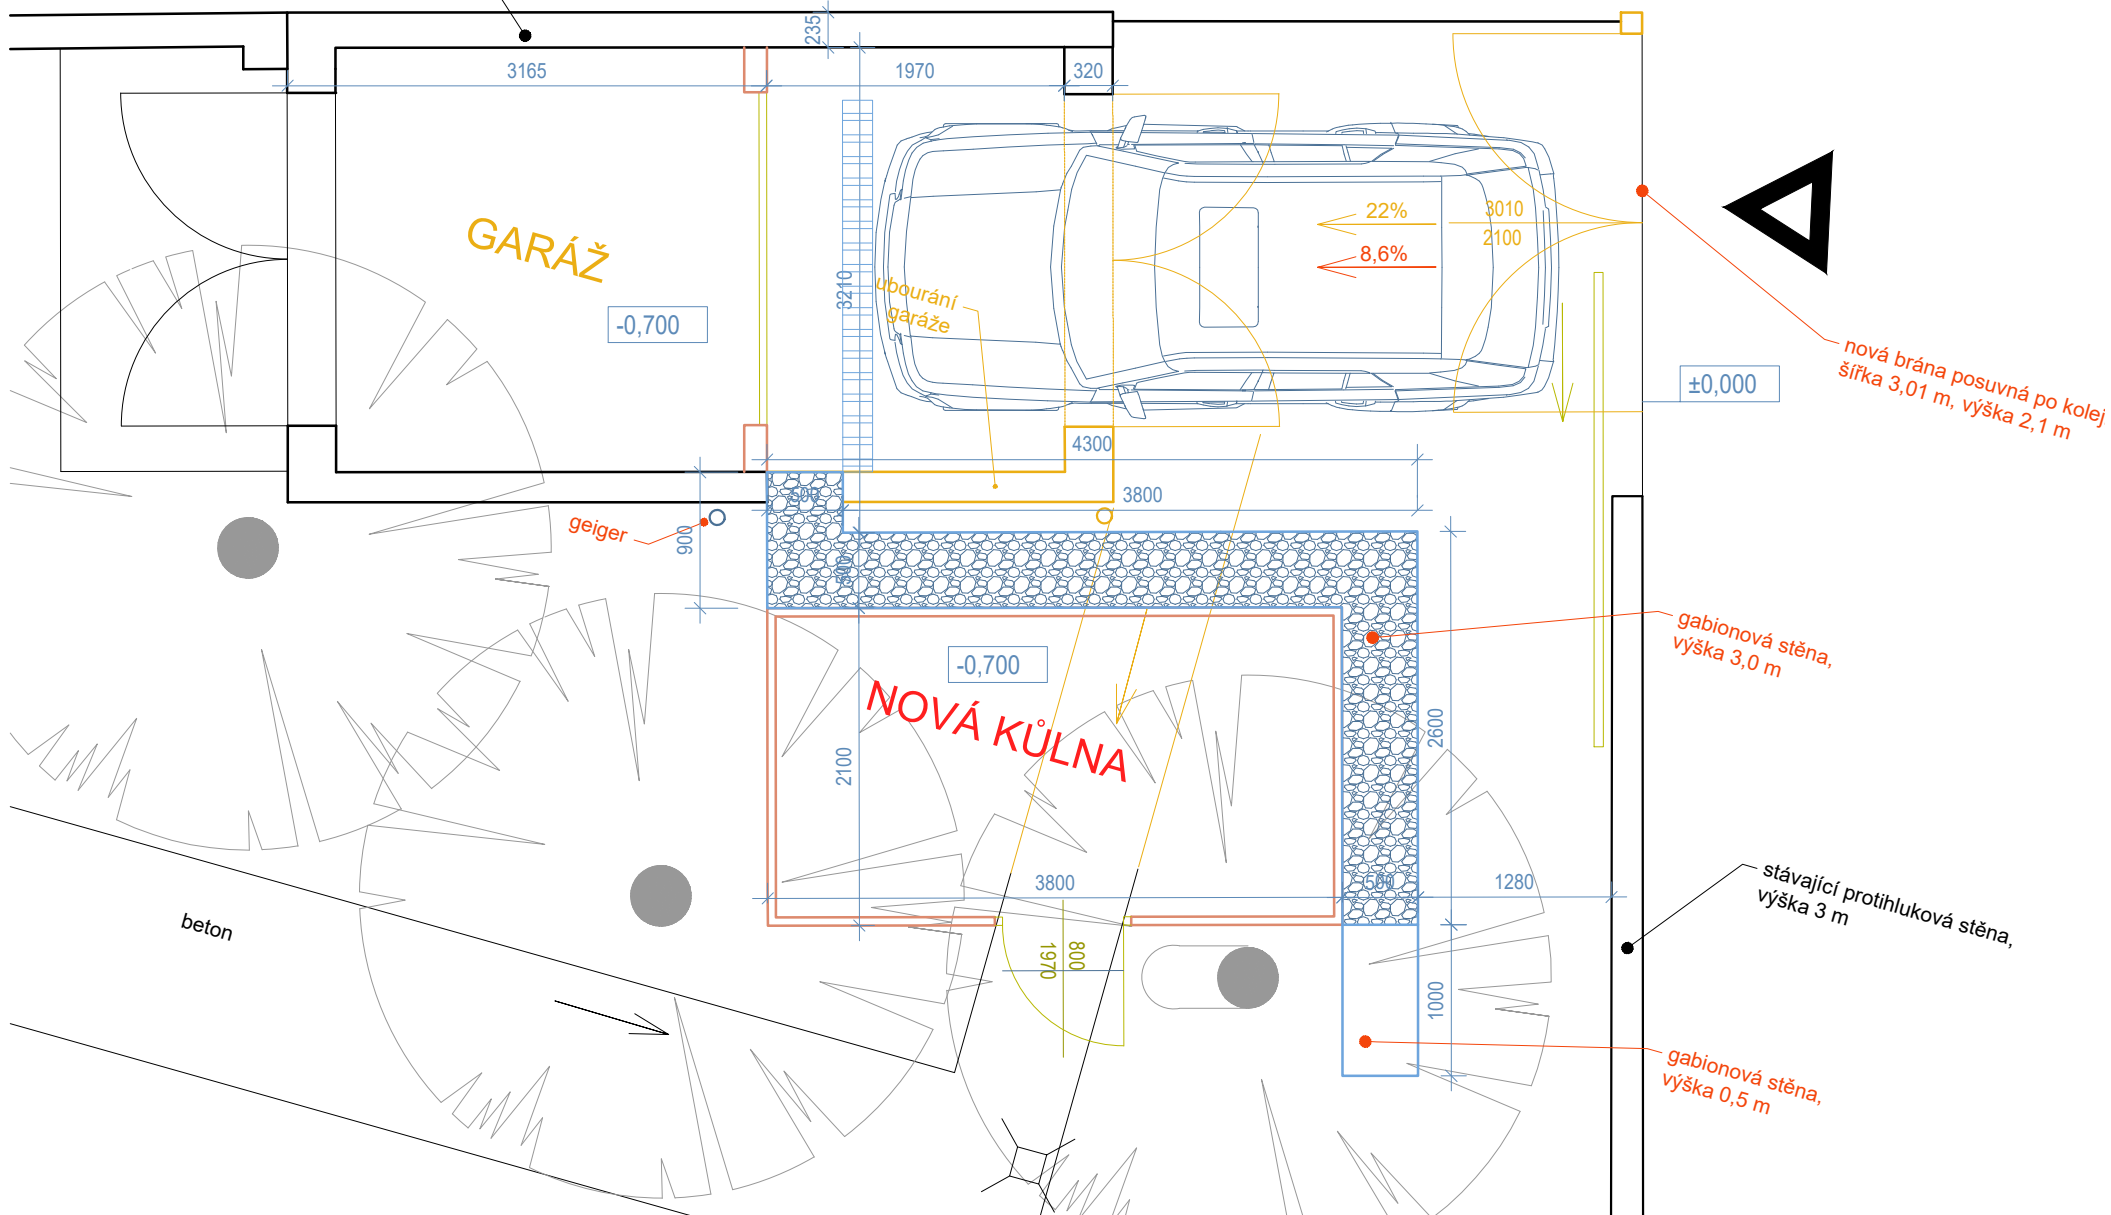 235
3165
1970
320
GARÁŽ
-0,700
3210
ubourání
garáže
22%
8,6%
3010
2100
nová brána posuvná po kolej
šířka 3,01 m, výška 2,1 m
±0,000
4300
500
3800
geiger
900
500
gabionová stěna,
výška 3,0 m
-0,700
NOVÁ KŮLNA
2100
2600
3800
500
1280
stávající protihluková stěna,
výška 3 m
beton
800
1970
1000
gabionová stěna,
výška 0,5 m